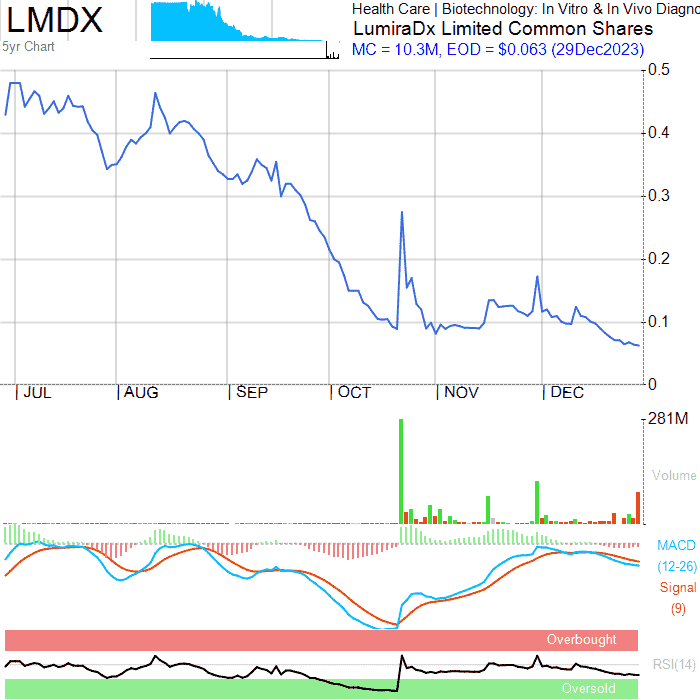 LMDX
5yr Chart
Health Care | Biotechnology: In Vitro & In Vivo Diagno
LumiraDx Limited Common Shares
MC = 10.3M, EOD = $0.063 (29Dec2023)
0.5
0.4
0.3
0.2
0.1
0
JUL AUG SEP OCT NOV DEC
281M
Volume
MACD
(12-26)
Signal
(9)
Overbought
RSI(14)
Oversold